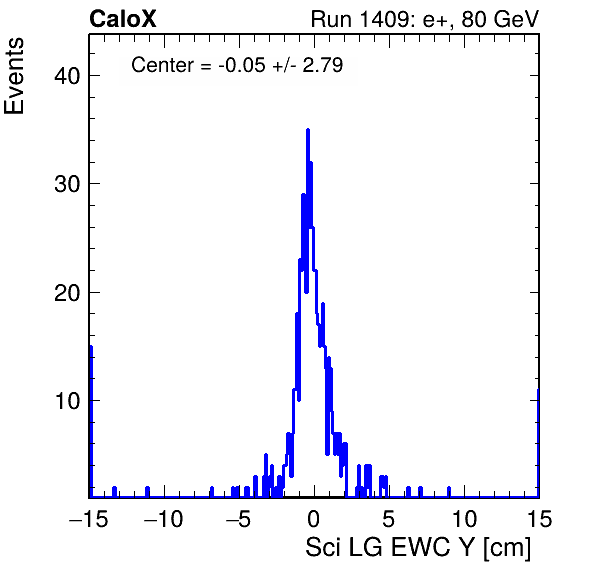 CaloX
Run 1409: e+, 80 GeV
Events
Center = -0.05 +/- 2.79
40
30
20
10
−15
−10
−5
0
5
10
15
Sci LG EWC Y [cm]